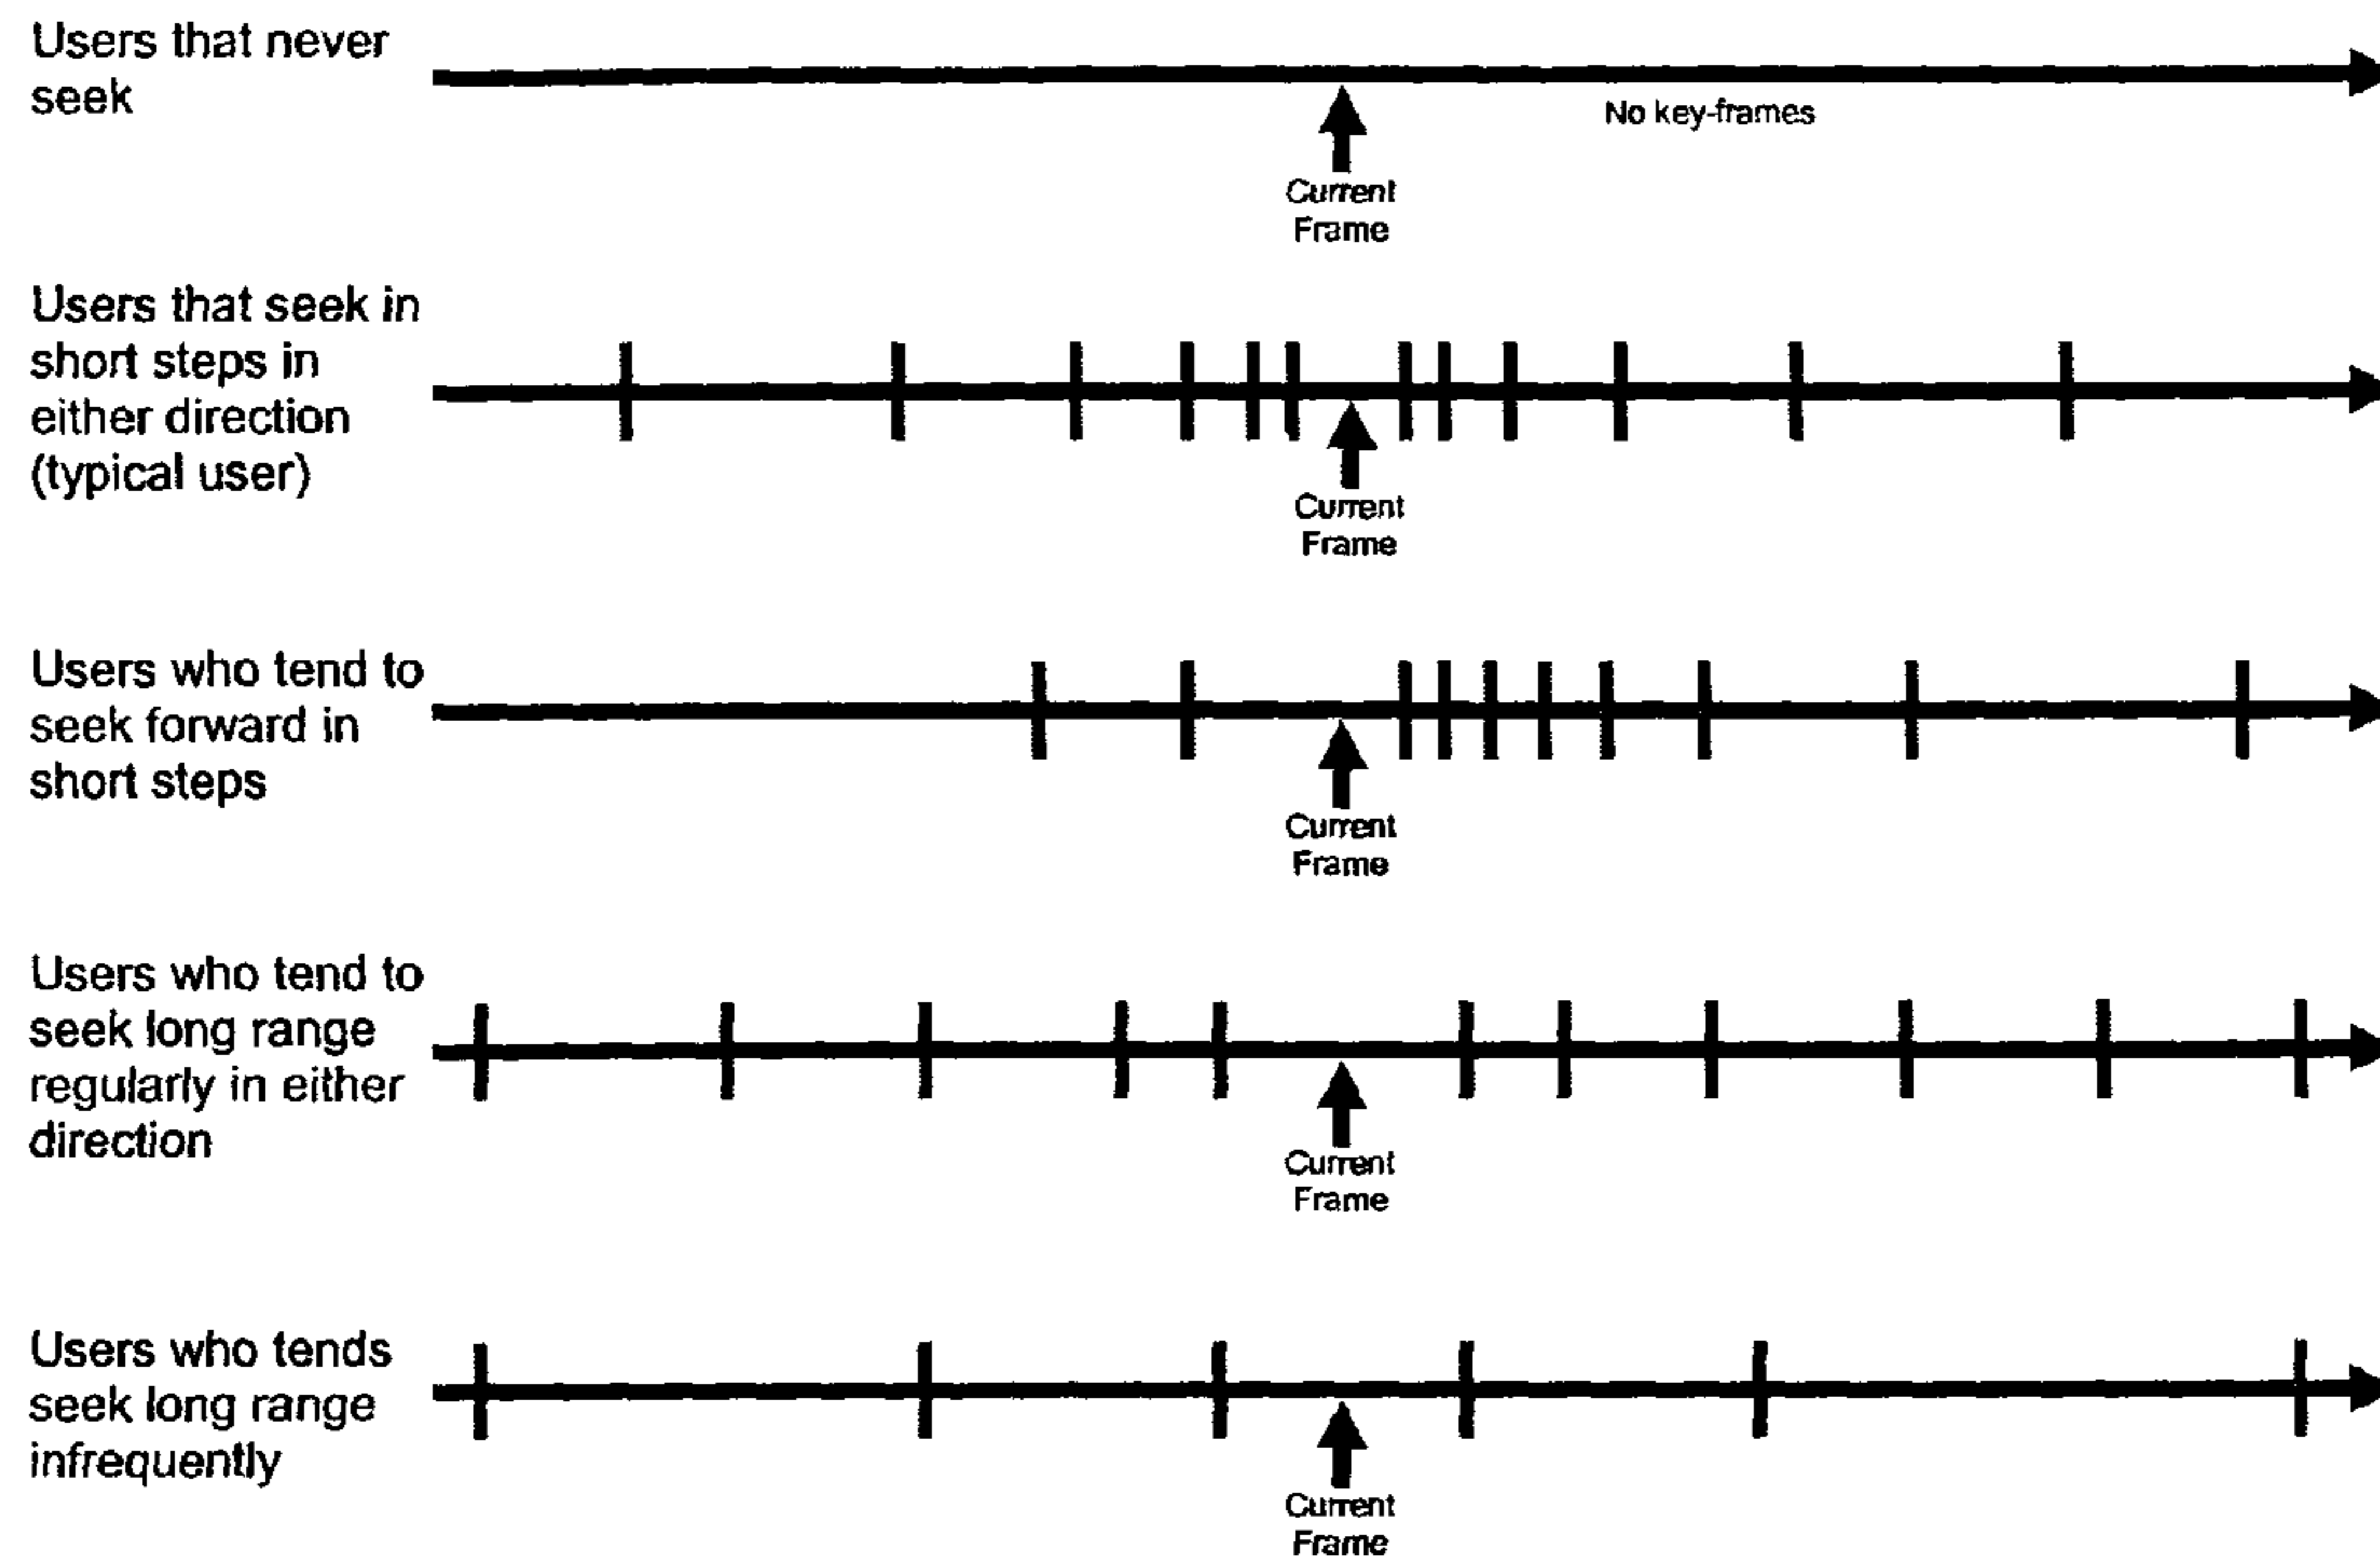 Users that never
seek
No key-frames
Current
Frame
Users that seek in
short steps in
either direction
(typical user)
Current
Frame
Users who tend to
seek forward in
short steps
Current
Frame
Users who tend to
seek long range
regularly in either
direction
Current
Frame
Users who tends
seek long range
infrequently
Current
Frame